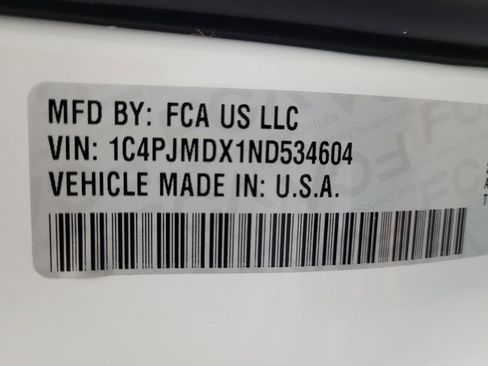 MFD BY: FCA US LLC
VIN: 1C4PJMDX1ND534604
VEHICLE MADE IN: U.S.A.